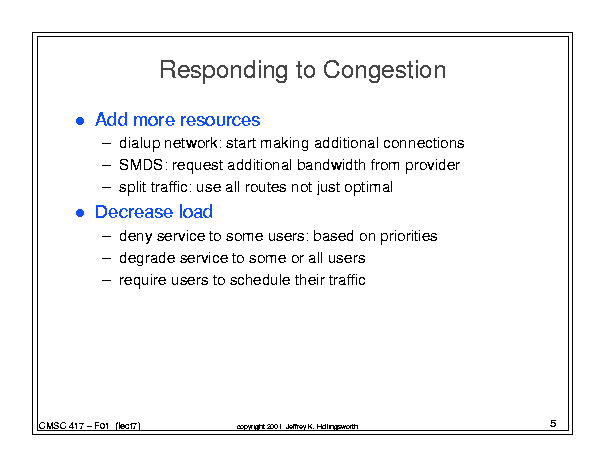 Responding to Congestion
● Add more resources
– dialup network: start making additional connections
– SMDS: request additional bandwidth from provider
– split traffic: use all routes not just optimal
● Decrease load
– deny service to some users: based on priorities
– degrade service to some or all users
– require users to schedule their traffic
CMSC 417 – F01 (lect7)
copyright 2001 Jeffrey K. Hollingsworth
5